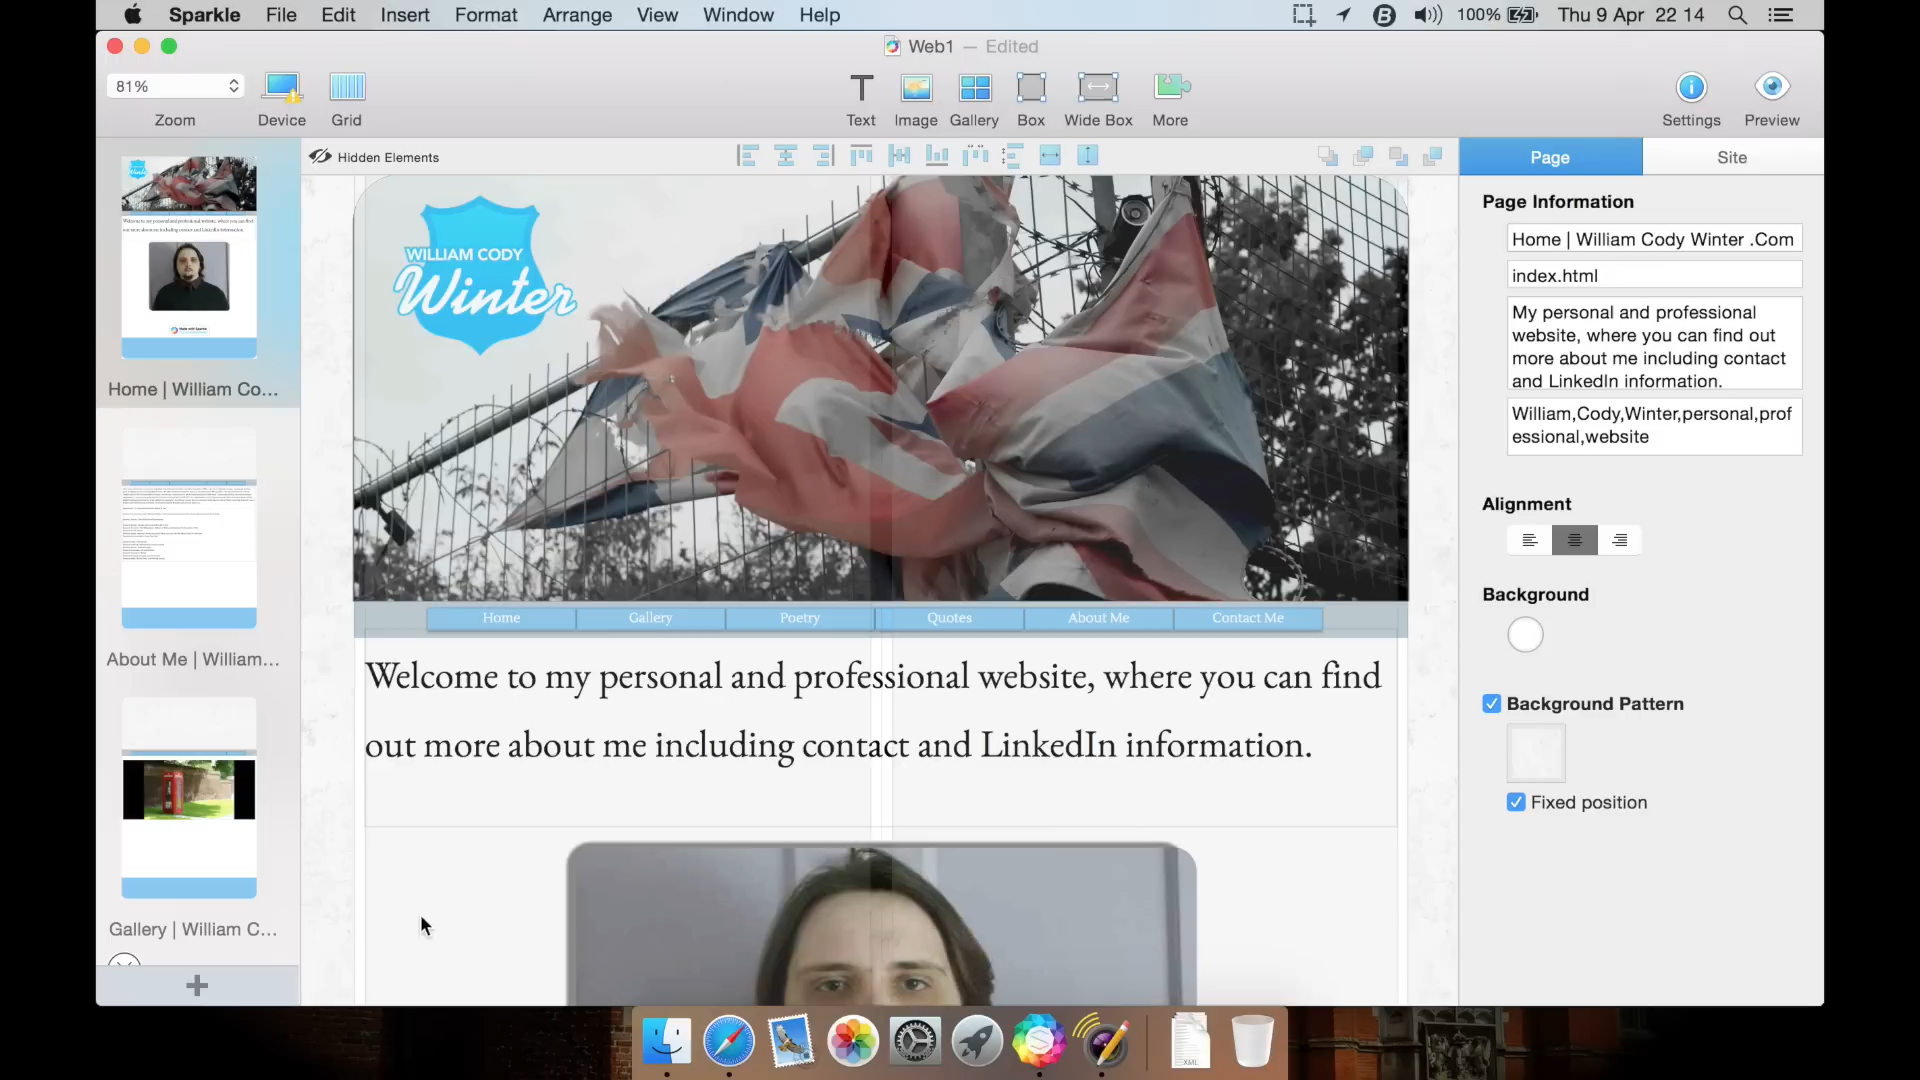 Sparkle File Edit Insert Format Arrange View Window Help 100% Thu 9 Apr 22 14
Web1 — Edited
81%
Zoom Device Grid Text Image Gallery Box Wide Box More Settings Preview
Hidden Elements
Page Site
Page Information
Home | William Cody Winter .Com
index.html
My personal and professional
website, where you can find out
more about me including contact
and LinkedIn information.
William,Cody,Winter,personal,prof
essional,website
Alignment
Background
Background Pattern
Fixed position
Home | William Co...
About Me | William...
Gallery | William C...
WILLIAM CODY
Winter
Home Gallery Poetry Quotes About Me Contact Me
Welcome to my personal and professional website, where you can find
out more about me including contact and LinkedIn information.
XML